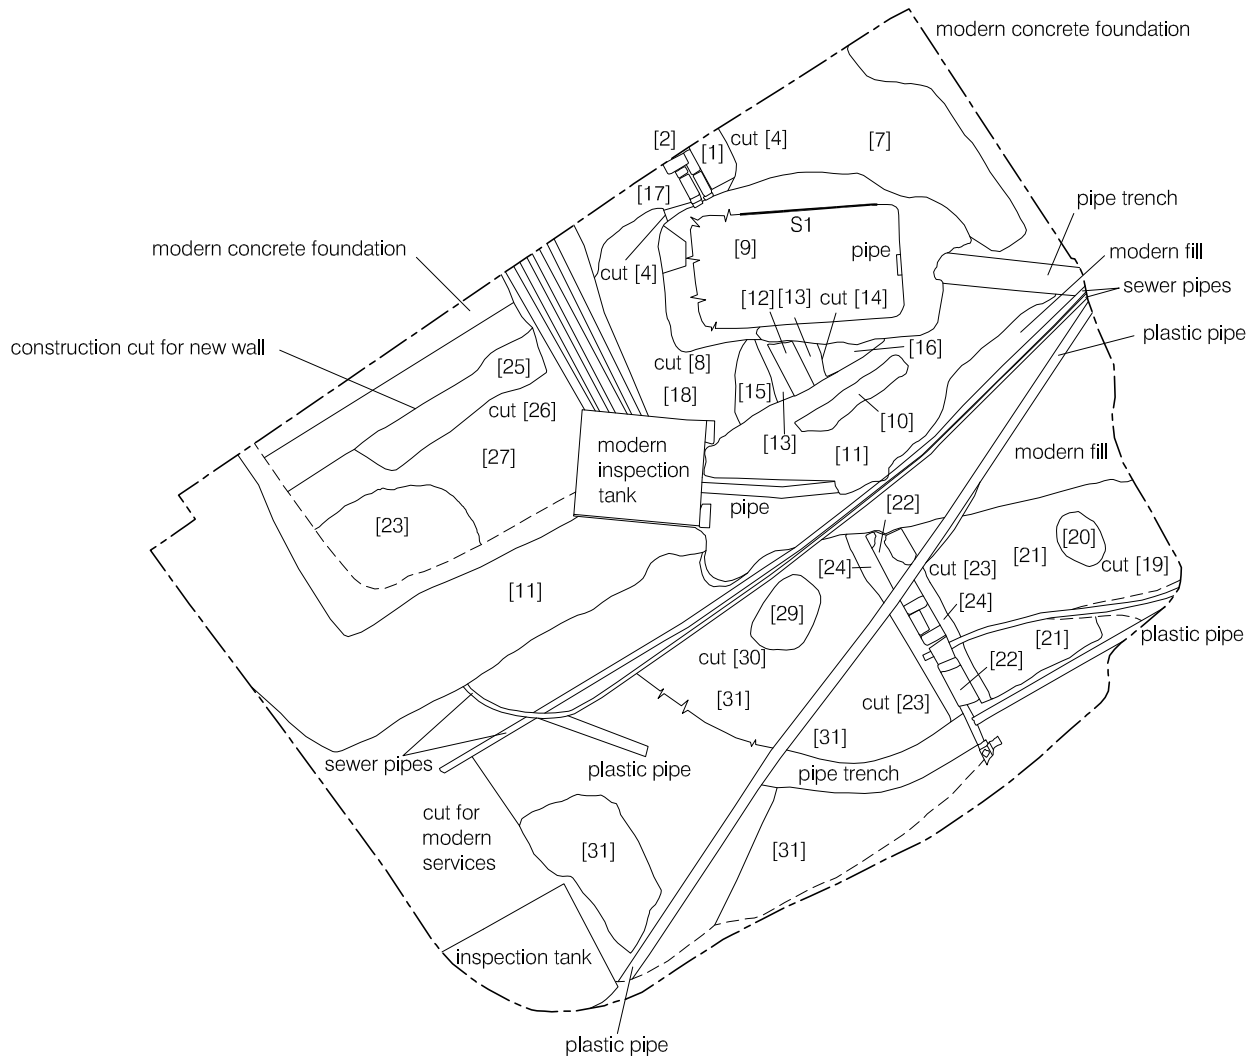 modern concrete foundation
[2]
cut [4]
[7]
[1]
[17]
pipe trench
S1
modern concrete foundation
[9]
pipe
modern fill
cut [4]
sewer pipes
[12]
[13]
cut [14]
plastic pipe
construction cut for new wall
[16]
[25]
cut [8]
[15]
[18]
cut [26]
[10]
[13]
modern
inspection
tank
[27]
[11]
modern fill
pipe
[22]
[23]
[20]
[21]
[24]
cut [23]
cut [19]
[11]
[24]
[29]
plastic pipe
[21]
cut [30]
[22]
[31]
cut [23]
[31]
sewer pipes
plastic pipe
pipe trench
cut for
modern
services
[31]
[31]
inspection tank
plastic pipe